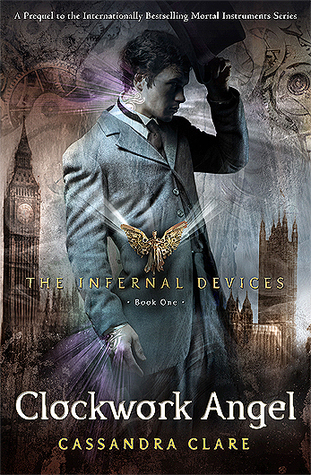 A Prequel to the Internationally Bestselling Mortal Instruments Series
THE INFERNAL DEVICES
• Book One •
Clockwork Angel
CASSANDRA CLARE